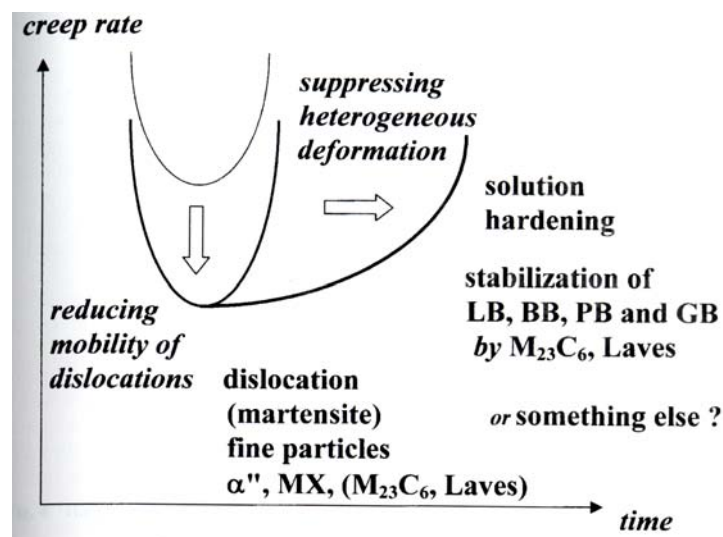 creep rate
suppressing
heterogeneous
deformation
solution
hardening
stabilization of
LB, BB, PB and GB
by M₂₃C₆, Laves
reducing
mobility of
dislocations
dislocation
(martensite)
fine particles
α", MX, (M₂₃C₆, Laves)
or something else ?
time